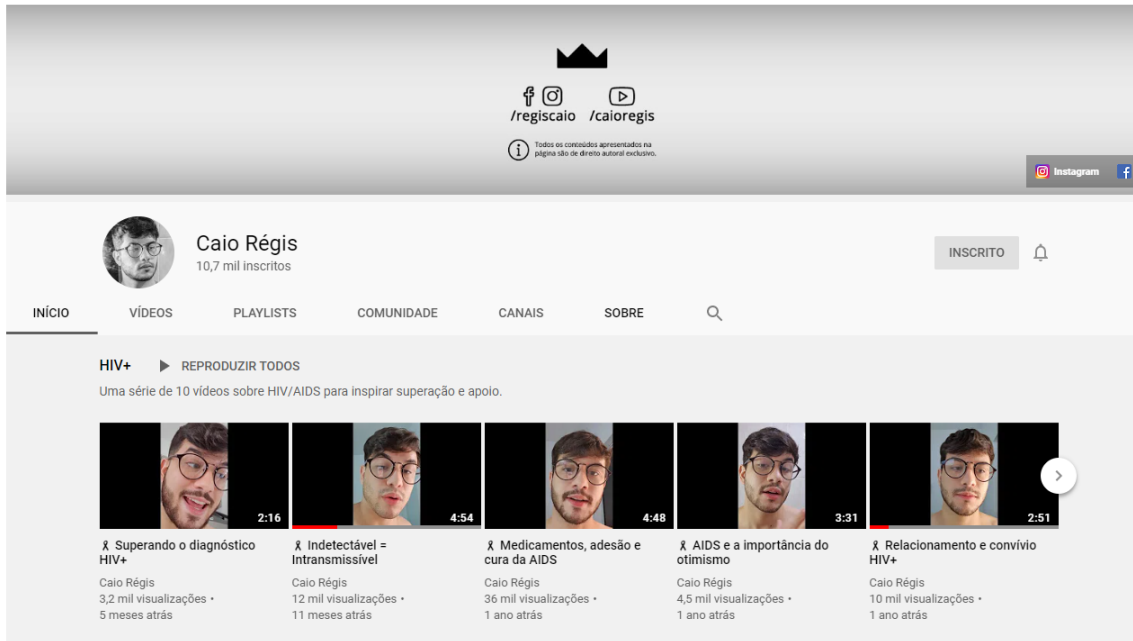 /regiscaio /caioregis
Todos os conteúdos apresentados na
página são de direito autoral exclusivo.
Instagram
Caio Régis
10,7 mil inscritos
INSCRITO
INÍCIO VÍDEOS PLAYLISTS COMUNIDADE CANAIS SOBRE
HIV+ REPRODUZIR TODOS
Uma série de 10 vídeos sobre HIV/AIDS para inspirar superação e apoio.
2:16 4:54 4:48 3:31 2:51
Superando o diagnóstico
HIV+
Caio Régis
3,2 mil visualizações •
5 meses atrás
Indetectável =
Intransmissível
Caio Régis
12 mil visualizações •
11 meses atrás
Medicamentos, adesão e
cura da AIDS
Caio Régis
36 mil visualizações •
1 ano atrás
AIDS e a importância do
otimismo
Caio Régis
4,5 mil visualizações •
1 ano atrás
Relacionamento e convívio
HIV+
Caio Régis
10 mil visualizações •
1 ano atrás